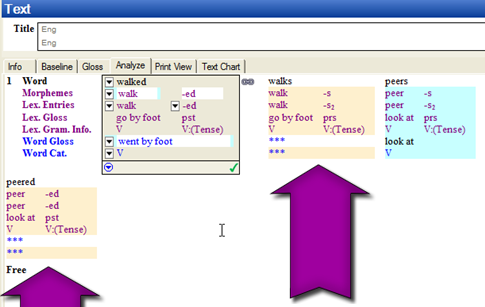 Text
Title Eng
Eng
Info Baseline Gloss Analyze Print View Text Chart
1 Word walked walks peers
Morphemes walk -ed walk -s peer -s
Lex. Entries walk -ed walk -s₂ peer -s₂
Lex. Gloss go by foot pst go by foot prs look at prs
Lex. Gram. Info. V V:(Tense) V V:(Tense) V V:(Tense)
Word Gloss went by foot *** look at
Word Cat. V *** V
peered
peer -ed
peer -ed
look at pst
V V:(Tense)
***
***
Free